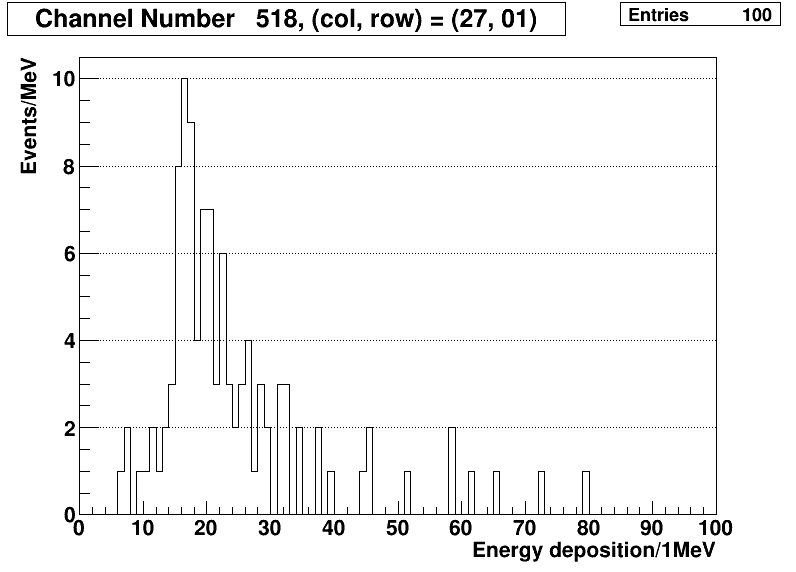 Channel Number 518, (col, row) = (27, 01)
Entries 100
Events/MeV
10
8
6
4
2
0
0 10 20 30 40 50 60 70 80 90 100
Energy deposition/1MeV